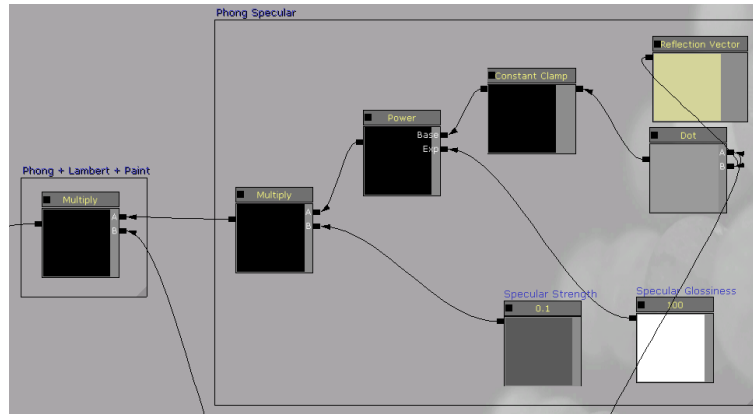 Phong Specular
Reflection Vector
Constant Clamp
Power
Base
Exp
Dot
A
B
Phong + Lambert + Paint
Multiply
A
B
Multiply
A
B
Specular Strength
0.1
Specular Glossiness
100